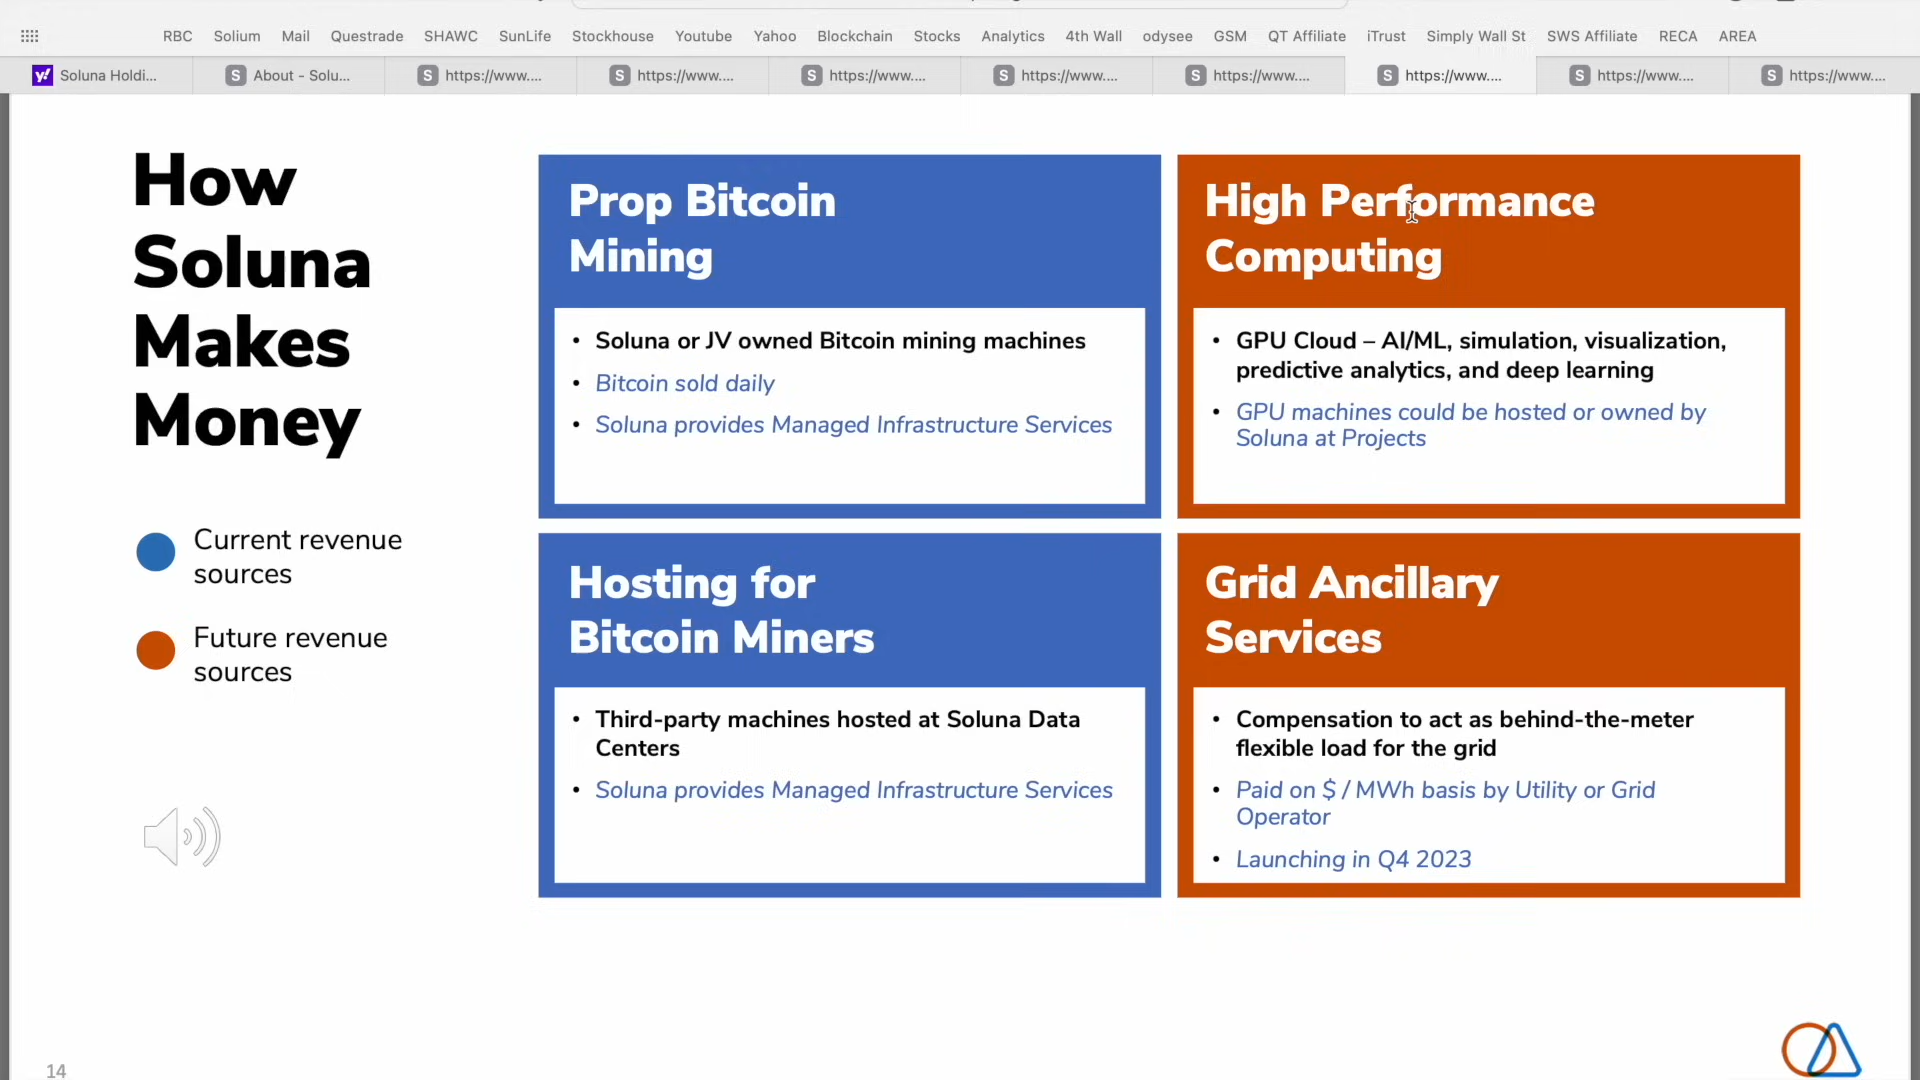 RBC Solium Mail Questrade SHAWC SunLife Stockhouse Youtube Yahoo Blockchain Stocks Analytics 4th Wall odysee GSM QT Affiliate iTrust Simply Wall St SWS Affiliate RECA AREA
y! Soluna Holdi... S About - Solu... S https://www.... S https://www.... S https://www.... S https://www.... S https://www.... S https://www.... S https://www.... S https://www....
How
Soluna
Makes
Money
Current revenue
sources
Future revenue
sources
Prop Bitcoin
Mining
• Soluna or JV owned Bitcoin mining machines
• Bitcoin sold daily
• Soluna provides Managed Infrastructure Services
High Performance
Computing
• GPU Cloud – AI/ML, simulation, visualization,
predictive analytics, and deep learning
• GPU machines could be hosted or owned by
Soluna at Projects
Hosting for
Bitcoin Miners
• Third-party machines hosted at Soluna Data
Centers
• Soluna provides Managed Infrastructure Services
Grid Ancillary
Services
• Compensation to act as behind-the-meter
flexible load for the grid
• Paid on $ / MWh basis by Utility or Grid
Operator
• Launching in Q4 2023
14